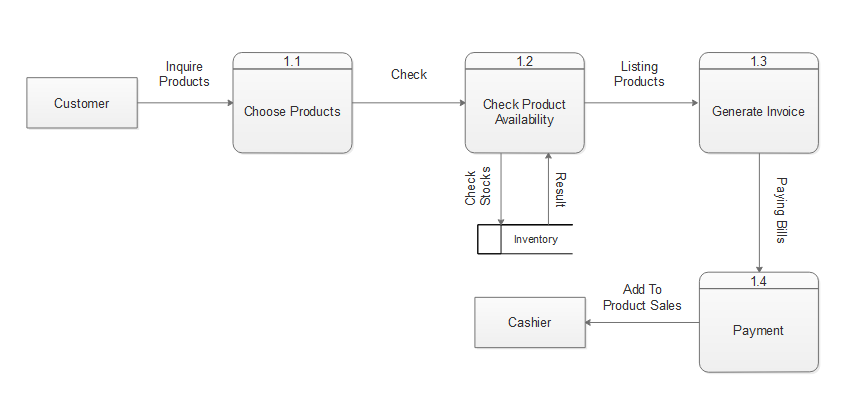 1.1
1.2
1.3
Inquire
Products
Check
Listing
Products
Customer
Choose Products
Check Product
Availability
Generate Invoice
Check
Stocks
Result
Paying Bills
Inventory
1.4
Add To
Product Sales
Cashier
Payment